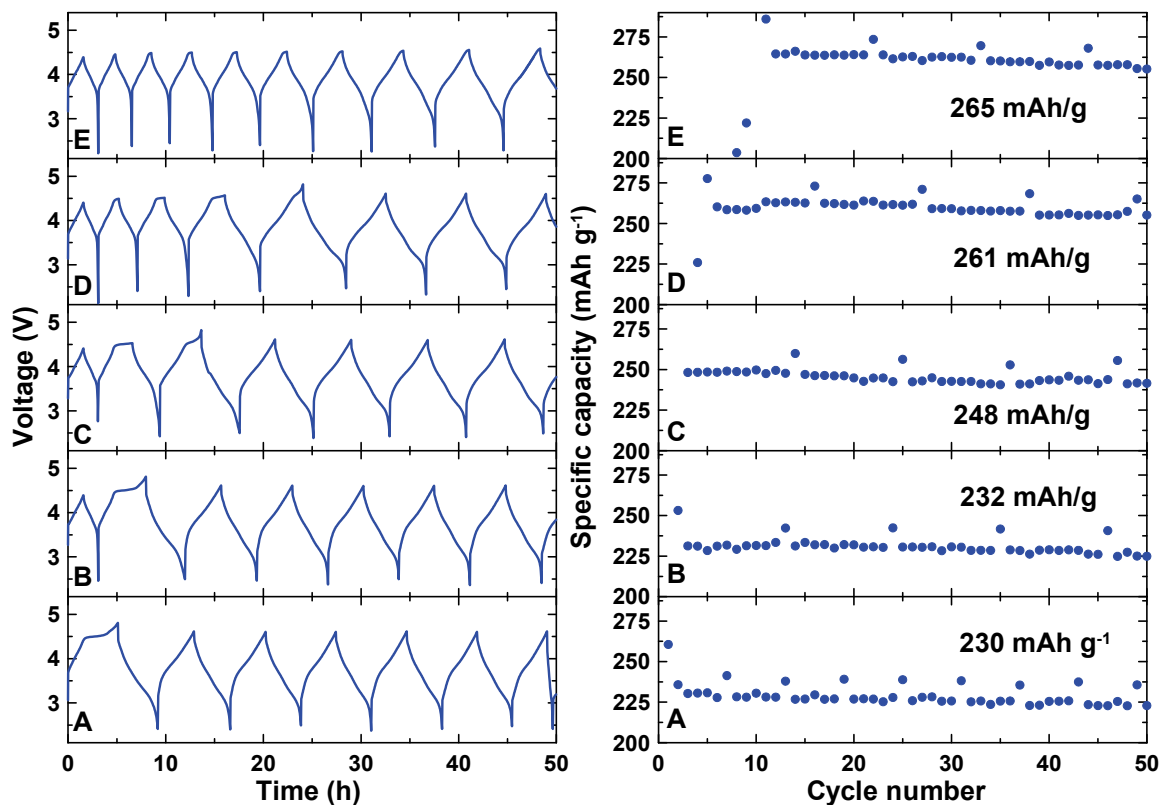 5
4
3
E
5
4
3
D
5
4
3
C
5
4
3
B
5
4
3
A
0
10
20
30
40
50
Voltage (V)
Time (h)
275
250
225
200
E
265 mAh/g
275
250
225
200
D
261 mAh/g
275
250
225
200
C
248 mAh/g
275
250
225
200
B
232 mAh/g
275
250
225
200
A
230 mAh g⁻¹
0
10
20
30
40
50
Specific capacity (mAh g⁻¹)
Cycle number